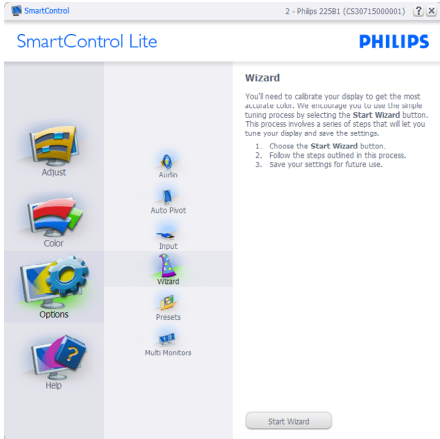 SmartControl
2 - Philips 225B1 (CS30715000001)
SmartControl Lite
PHILIPS
Adjust
Color
Options
Help
Audio
Auto Pivot
Input
Wizard
Presets
Multi Monitors
Wizard
You'll need to calibrate your display to get the most
accurate color. We encourage you to use the simple
tuning process by selecting the Start Wizard button.
This process involves a series of steps that will let you
tune your display and save the settings.
1. Choose the Start Wizard button.
2. Follow the steps outlined in this process.
3. Save your settings for future use.
Start Wizard